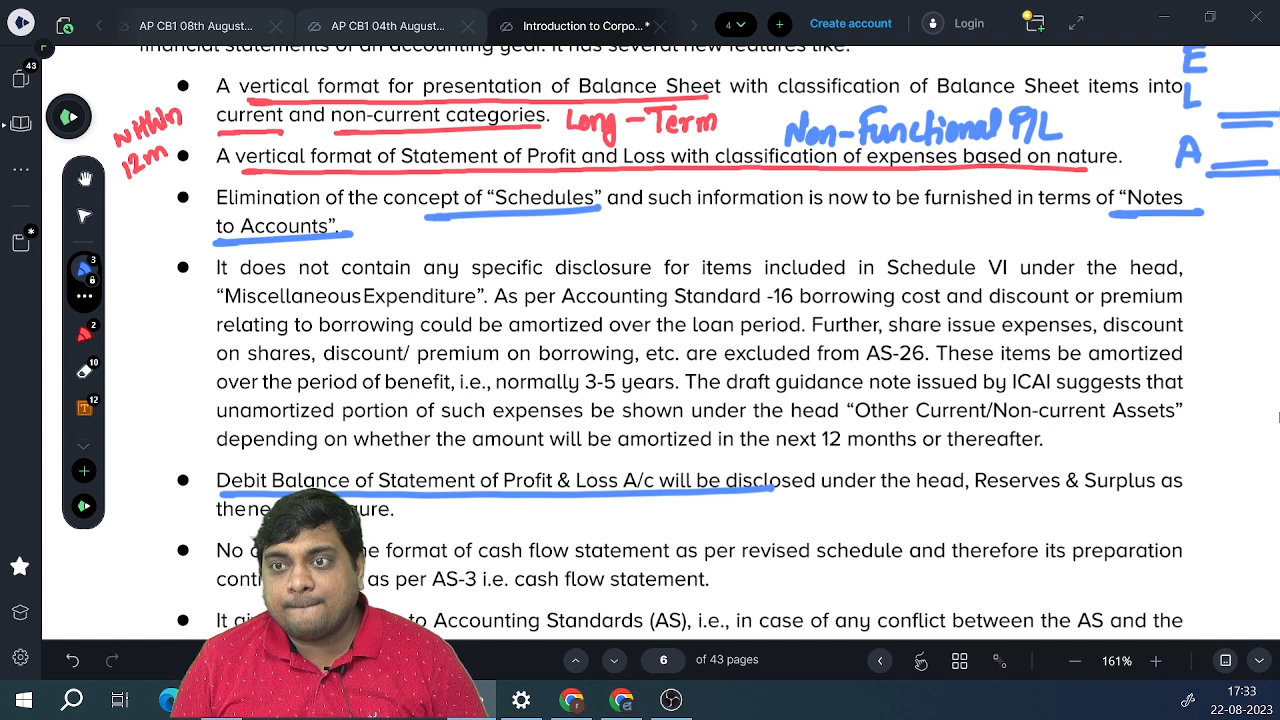 AP CB1 08th August...
AP CB1 04th August...
Introduction to Corpo... *
4
Create account
Login
43
financial statements of an accounting year. It has several new features like:
E
L
A
A vertical format for presentation of Balance Sheet with classification of Balance Sheet items into
current and non-current categories. Long-Term
within
12m
Non-Functional P/L
A vertical format of Statement of Profit and Loss with classification of expenses based on nature.
Elimination of the concept of “Schedules” and such information is now to be furnished in terms of “Notes
to Accounts”.
It does not contain any specific disclosure for items included in Schedule VI under the head,
“Miscellaneous Expenditure”. As per Accounting Standard -16 borrowing cost and discount or premium
relating to borrowing could be amortized over the loan period. Further, share issue expenses, discount
on shares, discount/ premium on borrowing, etc. are excluded from AS-26. These items be amortized
over the period of benefit, i.e., normally 3-5 years. The draft guidance note issued by ICAI suggests that
unamortized portion of such expenses be shown under the head “Other Current/Non-current Assets”
depending on whether the amount will be amortized in the next 12 months or thereafter.
Debit Balance of Statement of Profit & Loss A/c will be disclosed under the head, Reserves & Surplus as
the
No format of cash flow statement as per revised schedule and therefore its preparation
as per AS-3 i.e. cash flow statement.
It to Accounting Standards (AS), i.e., in case of any conflict between the AS and the
3
2
10
12
6 of 43 pages
161%
17:33
22-08-2023